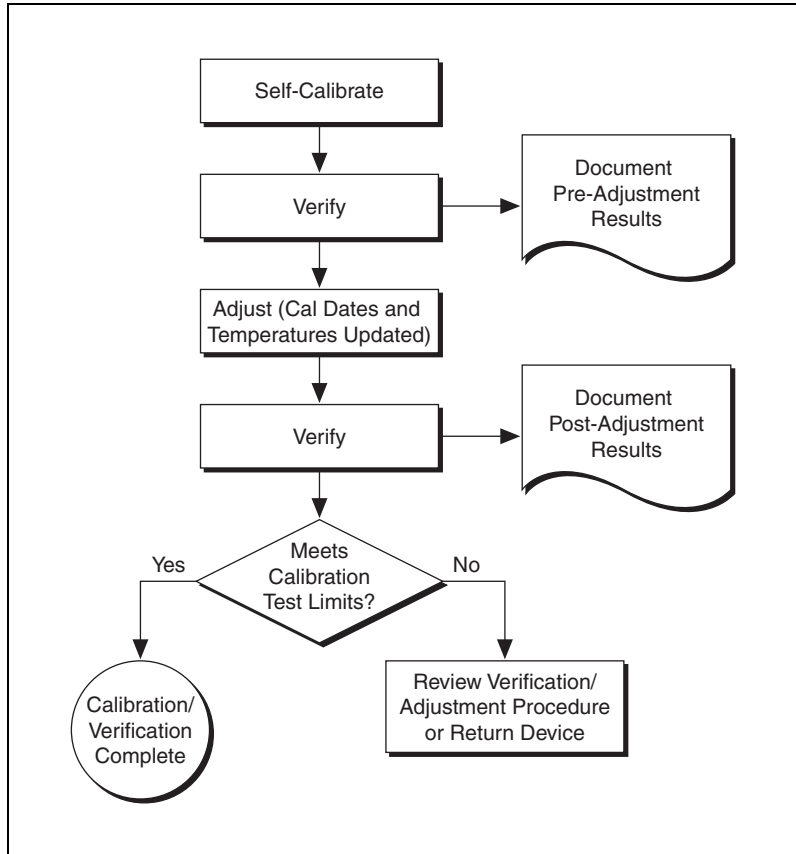 Self-Calibrate
Verify
Document
Pre-Adjustment
Results
Adjust (Cal Dates and
Temperatures Updated)
Verify
Document
Post-Adjustment
Results
Meets
Calibration
Test Limits?
Yes
No
Calibration/
Verification
Complete
Review Verification/
Adjustment Procedure
or Return Device